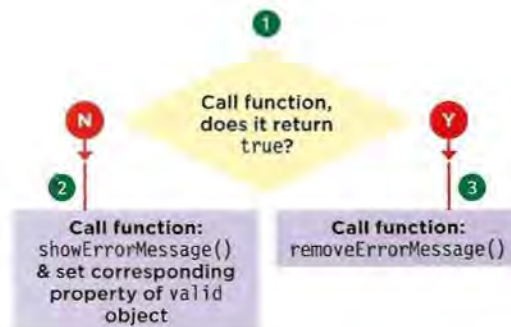 1
Call function,
does it return
true?
N
Y
2
3
Call function:
showErrorMessage()
& set corresponding
property of valid
object
Call function:
removeErrorMessage()